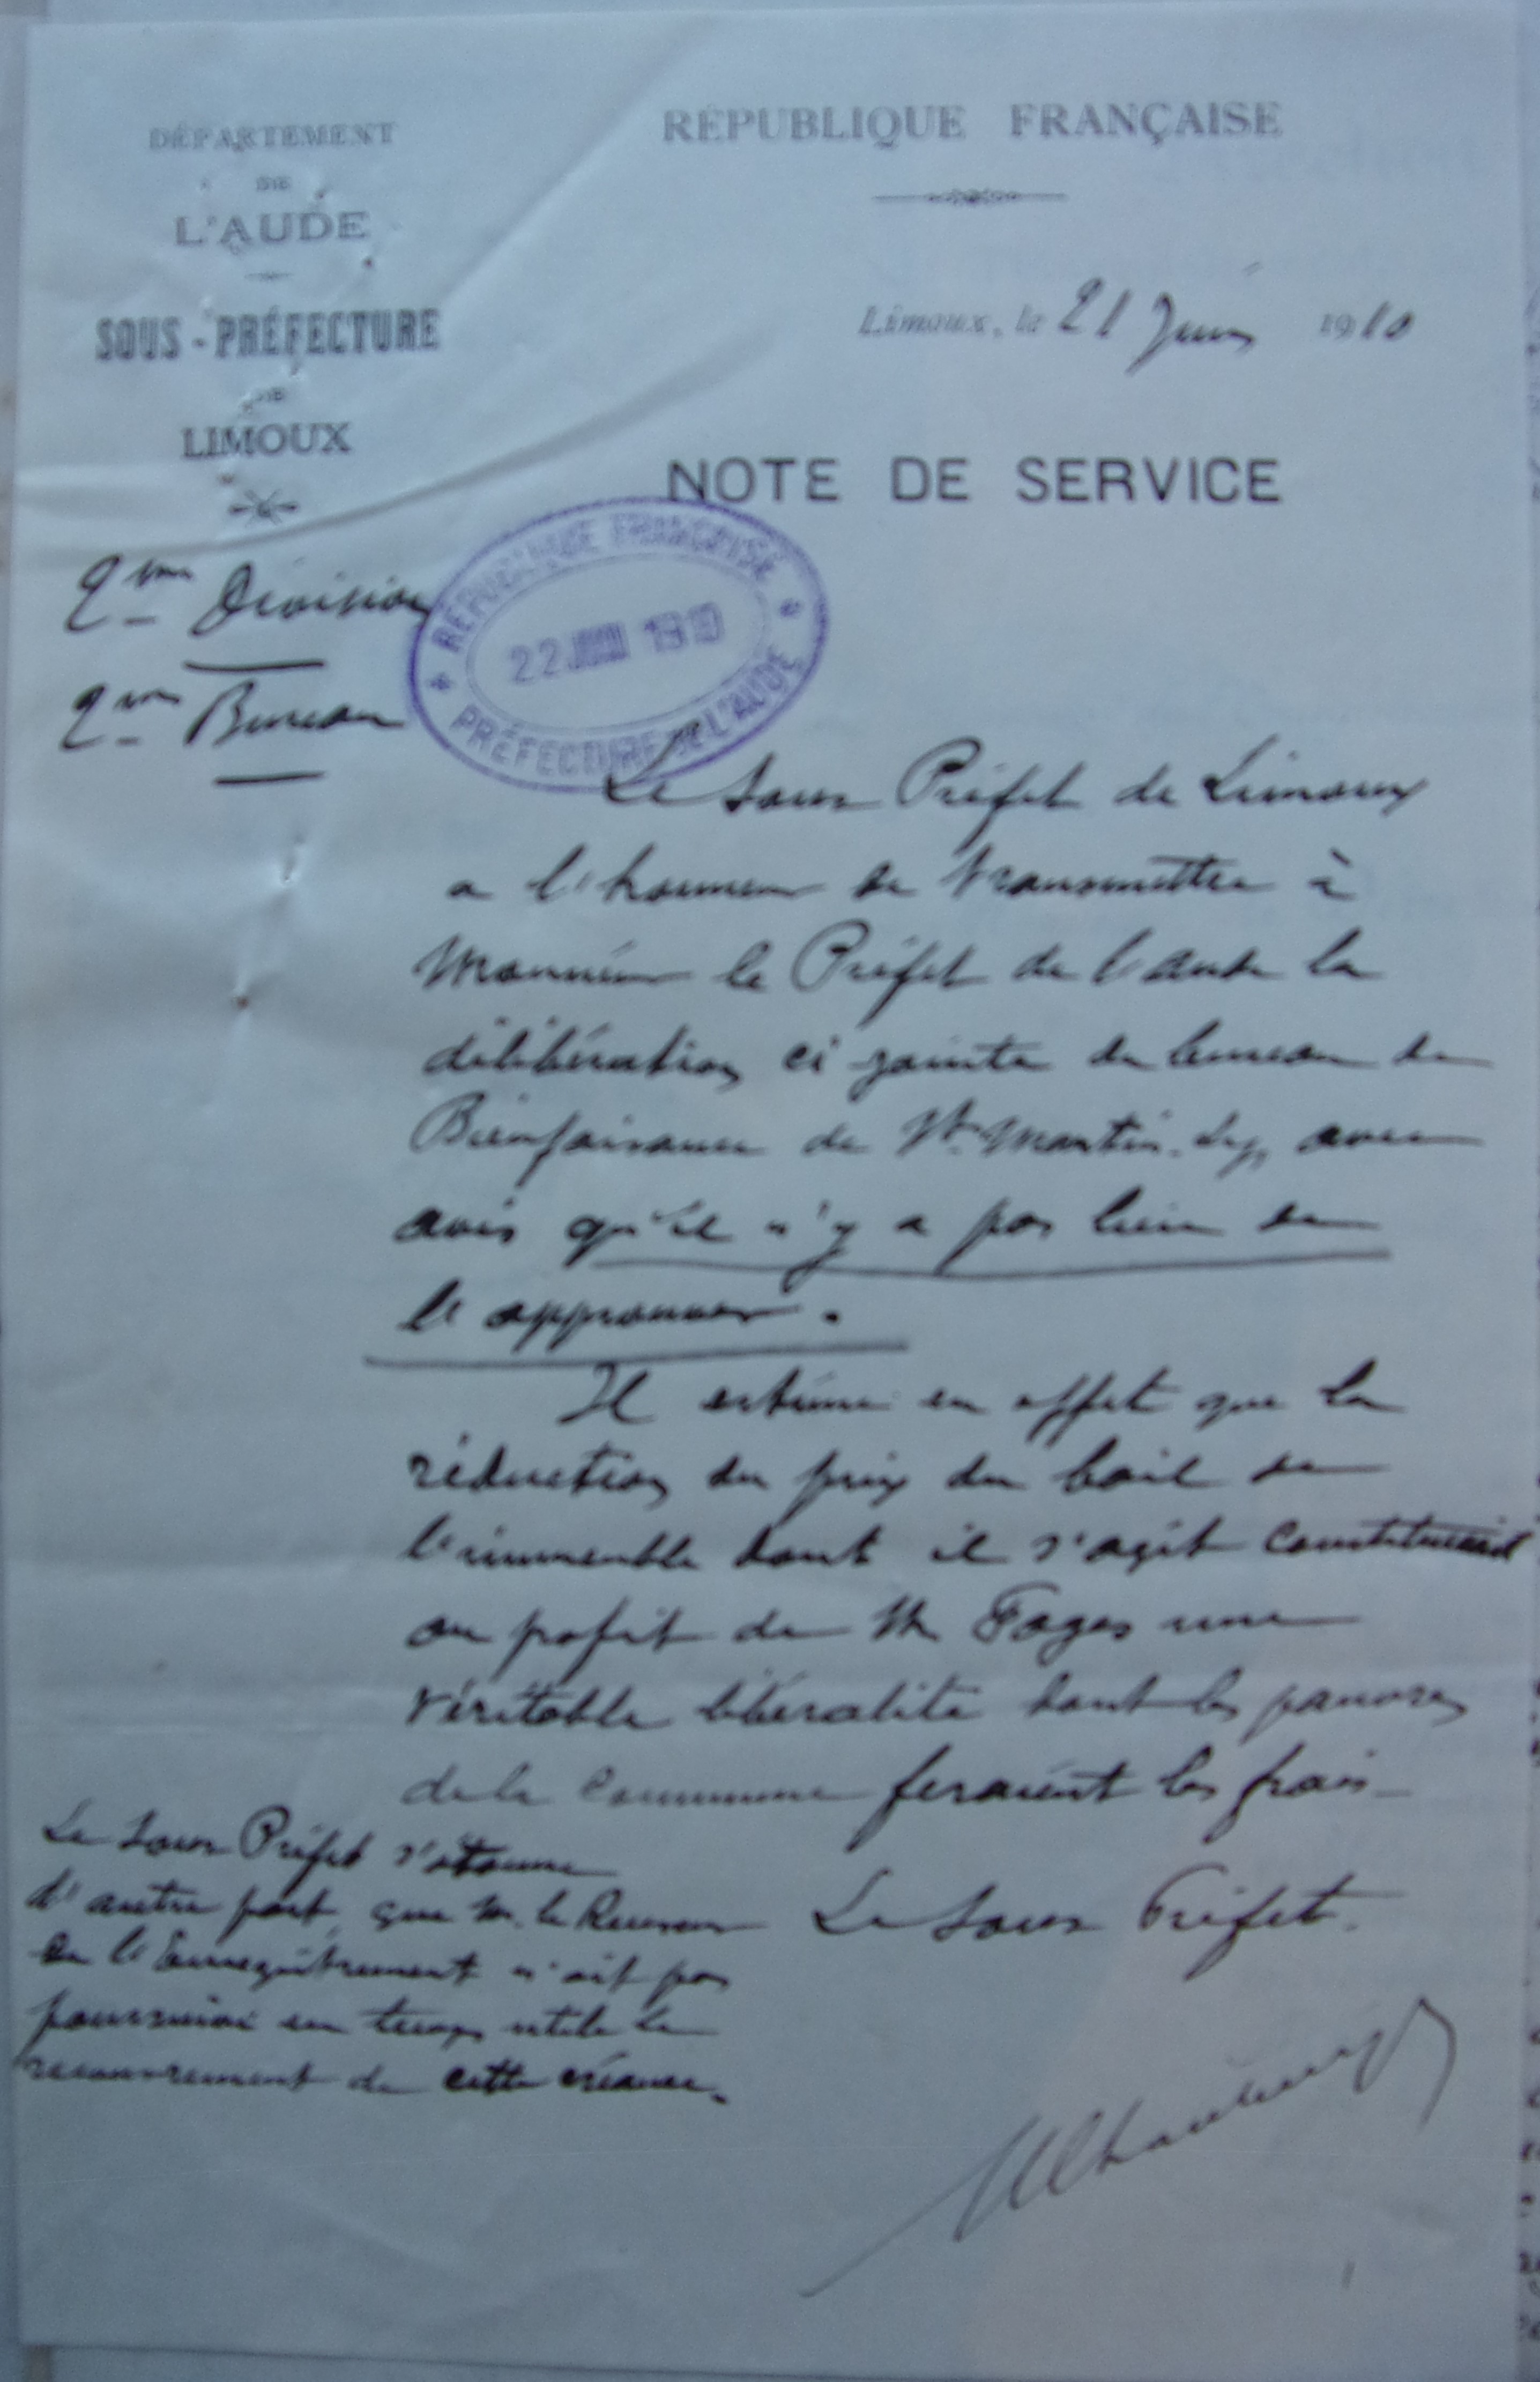 DÉPARTEMENT
DE
L'AUDE
SOUS-PRÉFECTURE
DE
LIMOUX
RÉPUBLIQUE FRANÇAISE
Limoux, le 21 Juin 1910
NOTE DE SERVICE
2me Division
2me Bureau
RÉPUBLIQUE FRANÇAISE
22 JUIN 1910
PRÉFECTURE DE L'AUDE
Le Sous Préfet de Limoux
a l'honneur de transmettre à
Monsieur le Préfet de l'Aude la
délibération ci jointe du bureau de
Bienfaisance de St Martin Lys, avec
avis qu'il n'y a pas lieu de
l'approuver.
Il estime en effet que la
réduction du prix du bail de
l'immeuble dont il s'agit constituerait
au profit de M Fages une
véritable libéralité dont les pauvres
de la Commune feraient les frais
Le Sous Préfet.
Le Sous Préfet s'étonne
d'autre part, que M. le Receveur
de l'Enregistrement n'ait pas
poursuivi en temps utile le
recouvrement de cette créance.